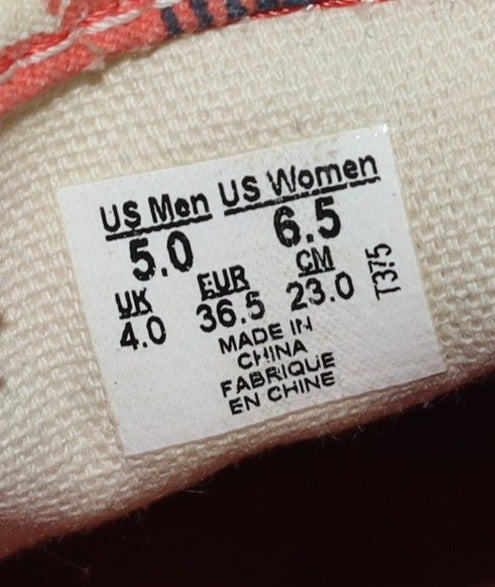 US Men US Women
5.0 6.5
UK EUR CM
4.0 36.5 23.0
T375
MADE IN
CHINA
FABRIQUE
EN CHINE